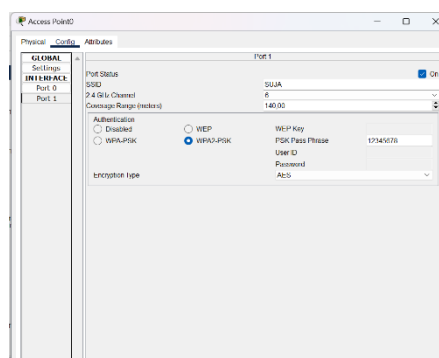 Access Point0
Physical Config Attributes
GLOBAL
Settings
INTERFACE
Port 0
Port 1
Port 1
Port Status On
SSID SUJA
2.4 GHz Channel 6
Coverage Range (meters) 140,00
Authentication
Disabled WEP WEP Key
WPA-PSK WPA2-PSK PSK Pass Phrase 12345678
User ID
Password
Encryption Type AES